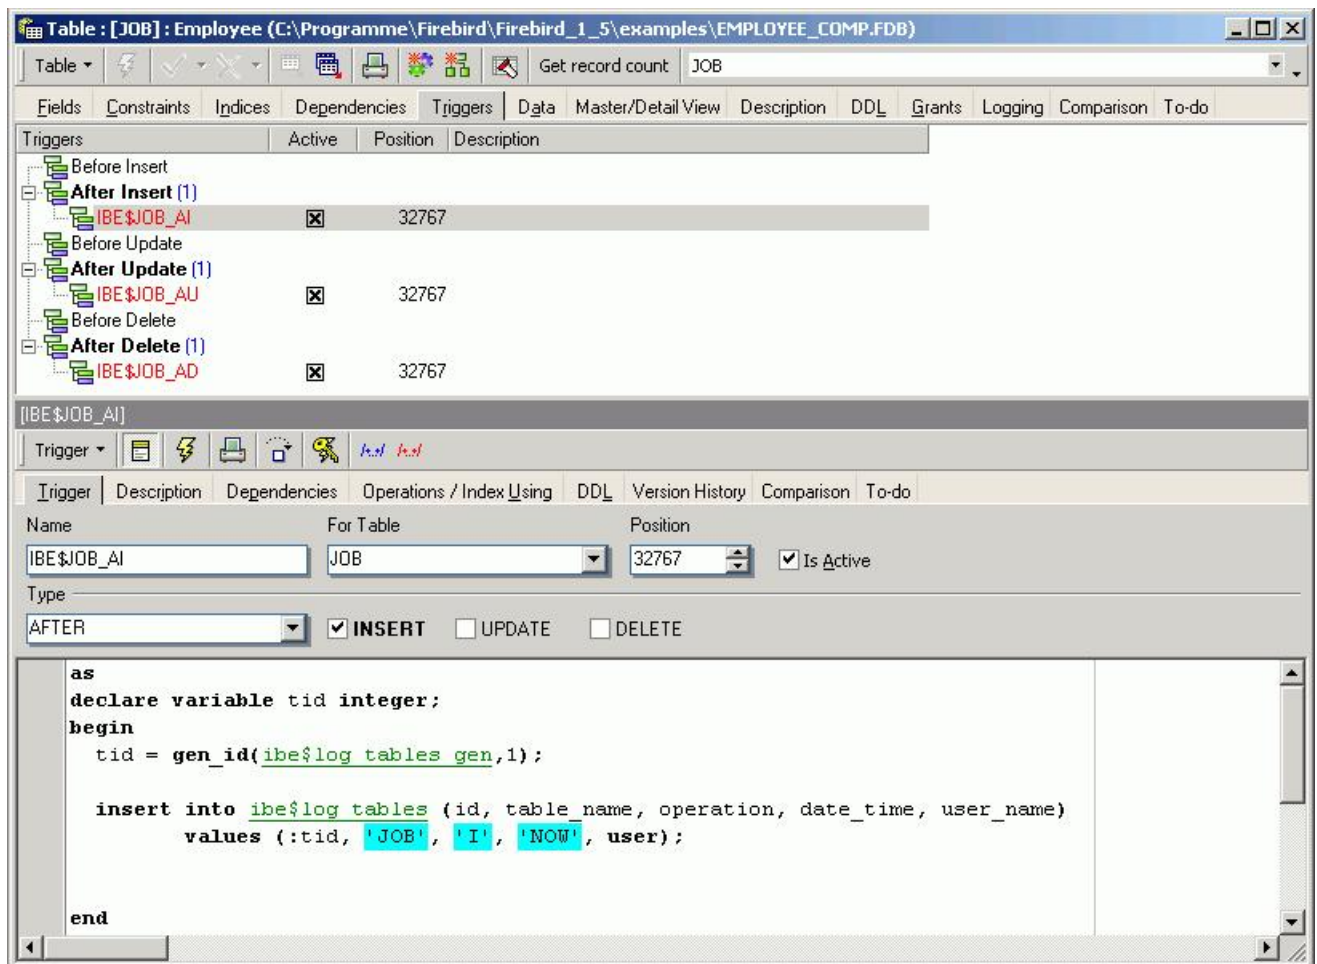 Table : [JOB] : Employee (C:\Programme\Firebird\Firebird_1_5\examples\EMPLOYEE_COMP.FDB)
Table Get record count JOB
Fields Constraints Indices Dependencies Triggers Data Master/Detail View Description DDL Grants Logging Comparison To-do
Triggers Active Position Description
Before Insert
After Insert (1)
IBE$JOB_AI 32767
Before Update
After Update (1)
IBE$JOB_AU 32767
Before Delete
After Delete (1)
IBE$JOB_AD 32767
[IBE$JOB_AI]
Trigger /*..*/ /*..*/
Trigger Description Dependencies Operations / Index Using DDL Version History Comparison To-do
Name For Table Position
IBE$JOB_AI JOB 32767 Is Active
Type
AFTER INSERT UPDATE DELETE
as
declare variable tid integer;
begin
tid = gen_id(ibe$log_tables_gen,1);
insert into ibe$log_tables (id, table_name, operation, date_time, user_name)
values (:tid, 'JOB', 'I', 'NOW', user);
end